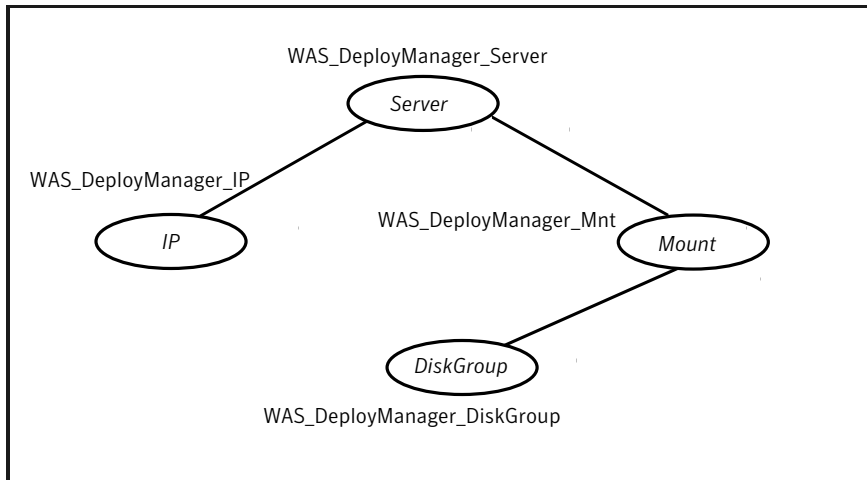 WAS_DeployManager_Server
Server
WAS_DeployManager_IP
IP
WAS_DeployManager_Mnt
Mount
DiskGroup
WAS_DeployManager_DiskGroup